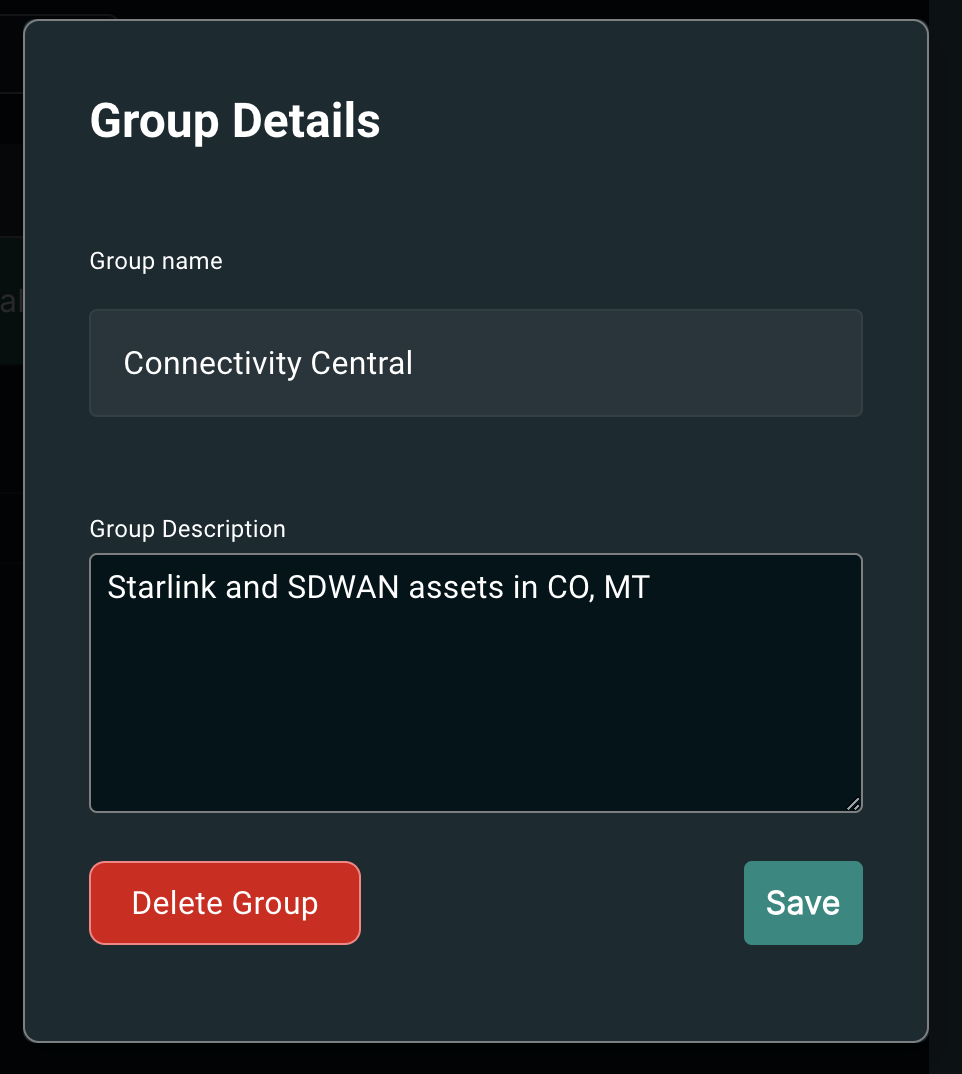 Group Details
Group name
Connectivity Central
Group Description
Starlink and SDWAN assets in CO, MT
Delete Group
Save